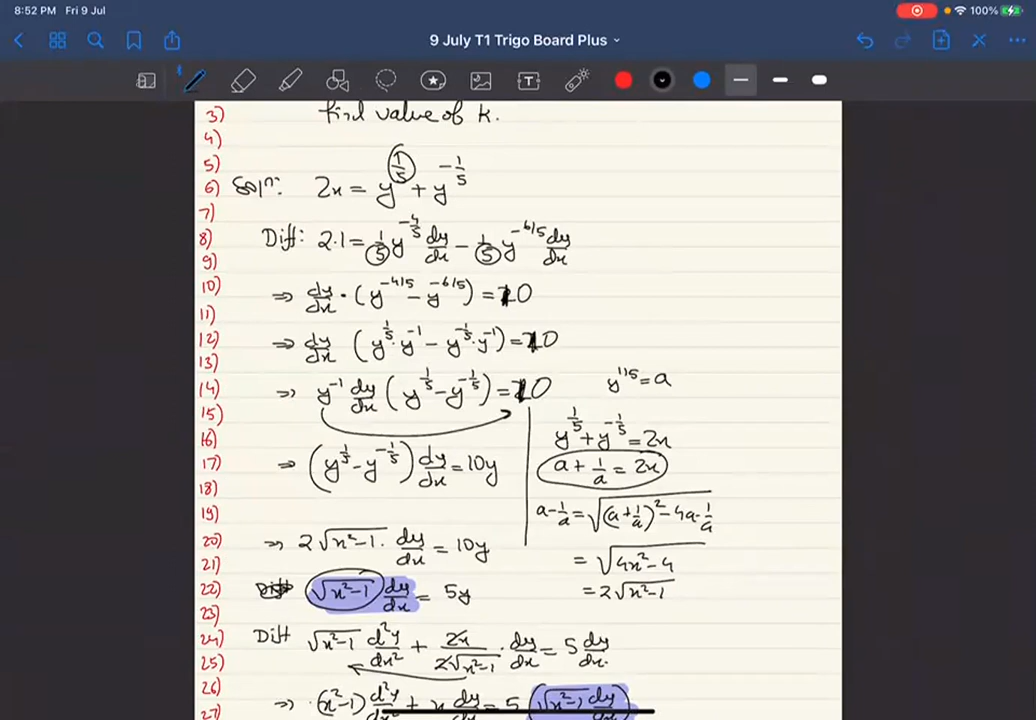 8:52 PM Fri 9 Jul 100%
9 July T1 Trigo Board Plus
3) find value of k.
4)
5)
6) Solⁿ: 2x = y^{1/5} + y^{-1/5}
7)
8) Diff: 2·1 = 1/5 y^{-4/5} dy/dx - 1/5 y^{-6/5} dy/dx
9)
10) ⇒ dy/dx · (y^{-4/5} - y^{-6/5}) = 10
11)
12) ⇒ dy/dx (y^{1/5}·y^{-1} - y^{-1/5}·y^{-1}) = 10
13)
14) ⇒ y^{-1} dy/dx (y^{1/5} - y^{-1/5}) = 10
15)
16)
17) ⇒ (y^{1/5} - y^{-1/5}) dy/dx = 10y
18)
19)
20) ⇒ 2√(x²-1) · dy/dx = 10y
21)
22) √(x²-1) dy/dx = 5y
23)
24) Diff √(x²-1) d²y/dx² + 2x/2√(x²-1) · dy/dx = 5 dy/dx.
25)
26) ⇒ (x²-1) d²y/dx² + x dy/dx = 5 (√(x²-1) dy/dx)
27)
y^{1/5} = a
y^{1/5} + y^{-1/5} = 2x
a + 1/a = 2x
a - 1/a = √((a + 1/a)² - 4a·1/a)
= √(4x² - 4)
= 2√(x²-1)